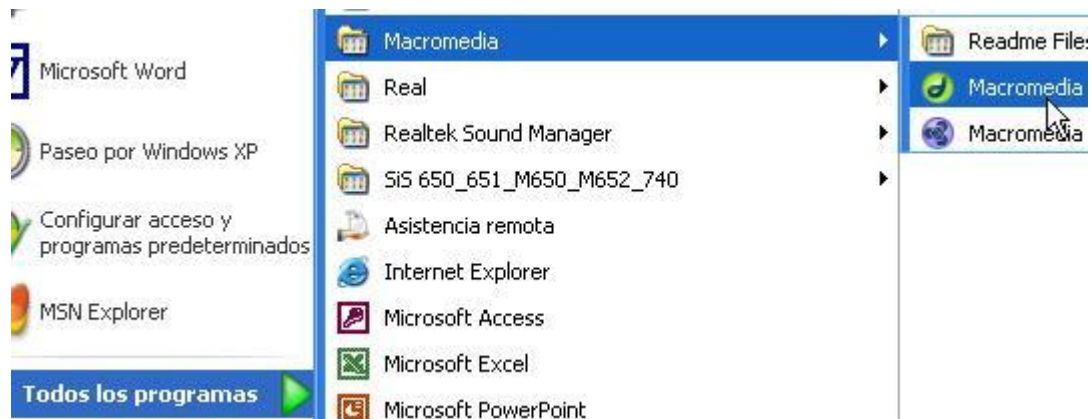 Microsoft Word
Paseo por Windows XP
Configurar acceso y
programas predeterminados
MSN Explorer
Todos los programas
Macromedia
Real
Realtek Sound Manager
SiS 650_651_M650_M652_740
Asistencia remota
Internet Explorer
Microsoft Access
Microsoft Excel
Microsoft PowerPoint
Readme Files
Macromedia
Macromedia